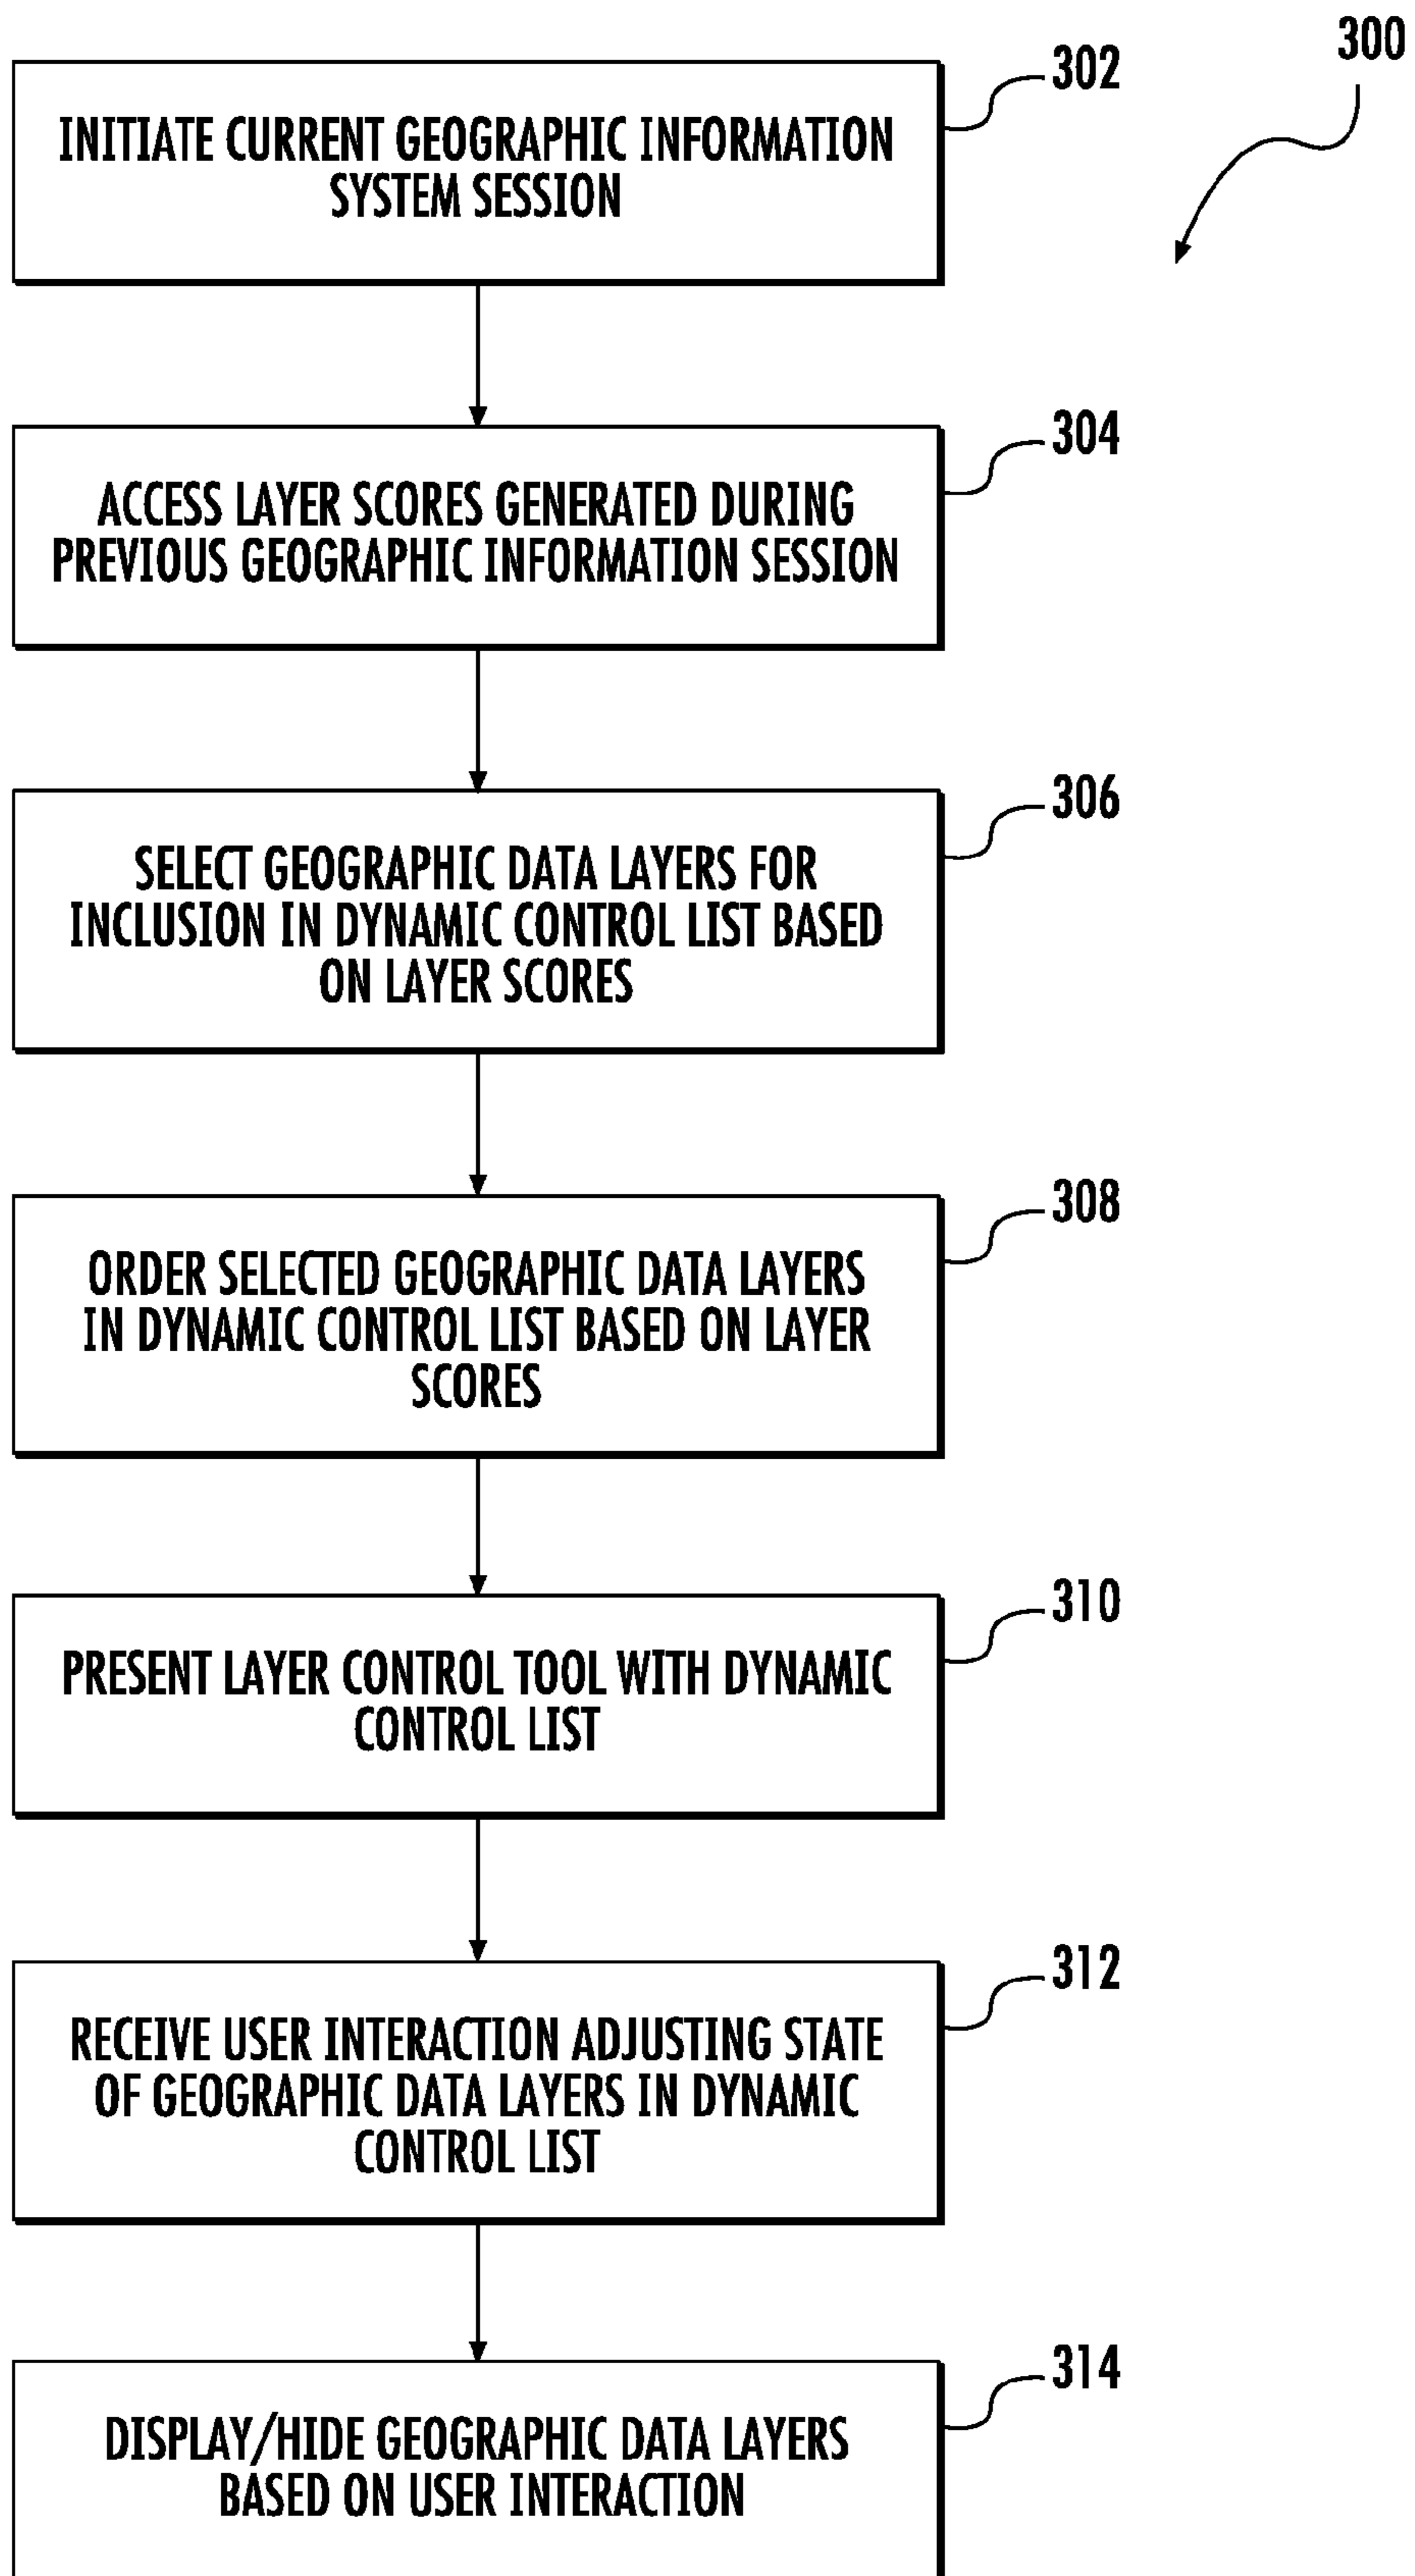 300
302
INITIATE CURRENT GEOGRAPHIC INFORMATION
SYSTEM SESSION
304
ACCESS LAYER SCORES GENERATED DURING
PREVIOUS GEOGRAPHIC INFORMATION SESSION
306
SELECT GEOGRAPHIC DATA LAYERS FOR
INCLUSION IN DYNAMIC CONTROL LIST BASED
ON LAYER SCORES
308
ORDER SELECTED GEOGRAPHIC DATA LAYERS
IN DYNAMIC CONTROL LIST BASED ON LAYER
SCORES
310
PRESENT LAYER CONTROL TOOL WITH DYNAMIC
CONTROL LIST
312
RECEIVE USER INTERACTION ADJUSTING STATE
OF GEOGRAPHIC DATA LAYERS IN DYNAMIC
CONTROL LIST
314
DISPLAY/HIDE GEOGRAPHIC DATA LAYERS
BASED ON USER INTERACTION